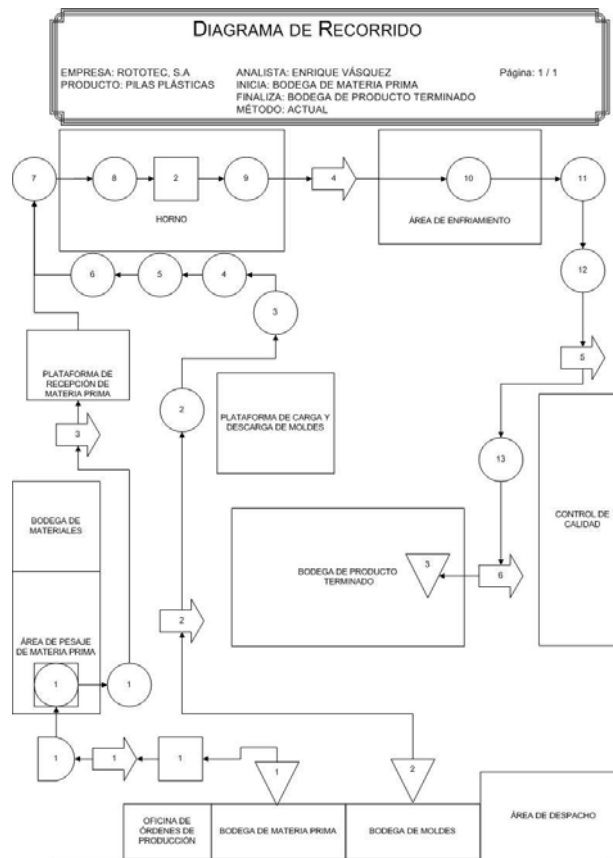 DIAGRAMA DE RECORRIDO
EMPRESA: ROTOTEC, S.A
PRODUCTO: PILAS PLÁSTICAS
ANALISTA: ENRIQUE VÁSQUEZ
INICIA: BODEGA DE MATERIA PRIMA
FINALIZA: BODEGA DE PRODUCTO TERMINADO
MÉTODO: ACTUAL
Página: 1 / 1
7
8
2
9
4
10
11
HORNO
ÁREA DE ENFRIAMIENTO
6
5
4
12
3
5
PLATAFORMA DE
RECEPCIÓN DE
MATERIA PRIMA
2
PLATAFORMA DE CARGA Y
DESCARGA DE MOLDES
3
13
BODEGA DE
MATERIALES
CONTROL DE
CALIDAD
BODEGA DE PRODUCTO
TERMINADO
3
6
2
ÁREA DE PESAJE
DE MATERIA PRIMA
1
1
1
1
1
1
2
OFICINA DE
ÓRDENES DE
PRODUCCIÓN
BODEGA DE MATERIA PRIMA
BODEGA DE MOLDES
ÁREA DE DESPACHO